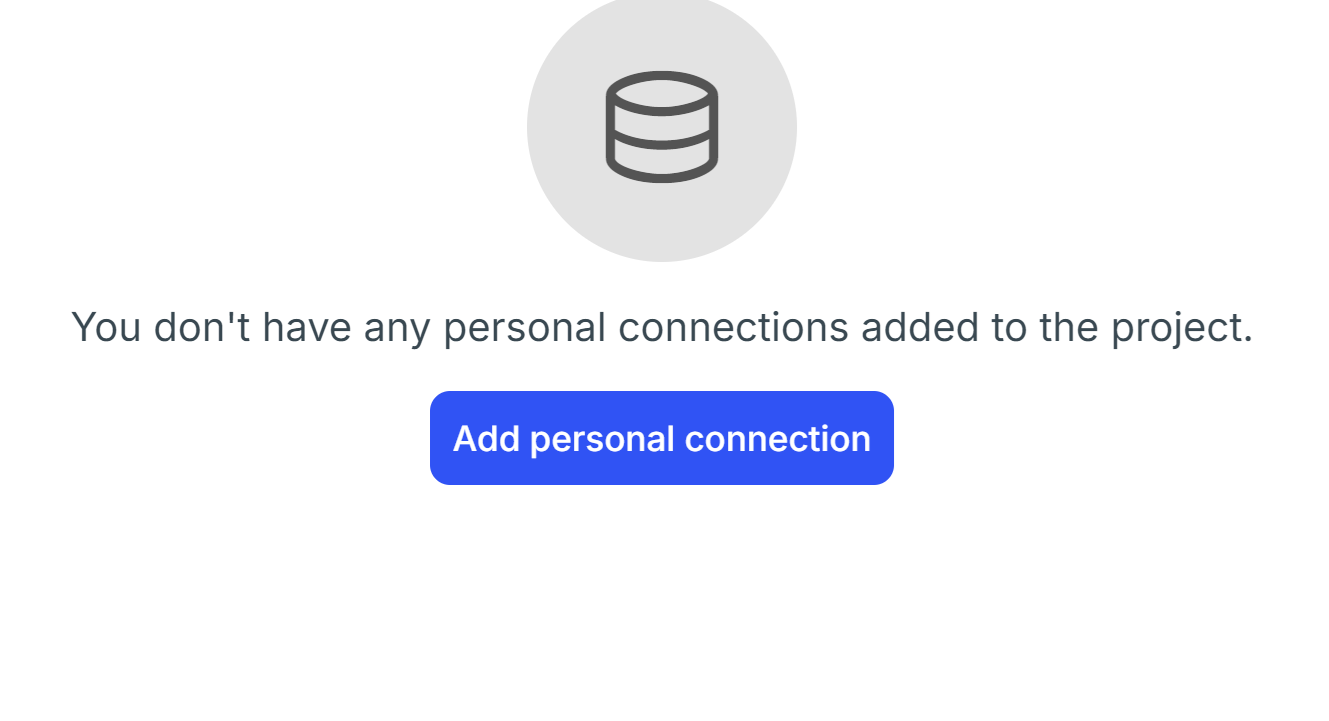 You don't have any personal connections added to the project.
Add personal connection